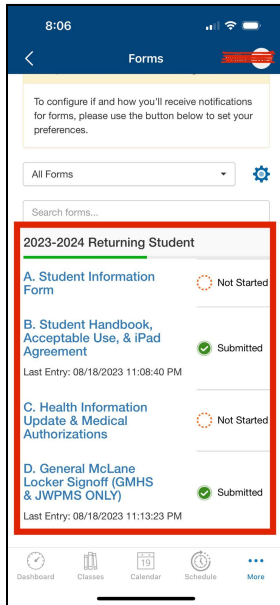 8:06
Forms
To configure if and how you'll receive notifications
for forms, please use the button below to set your
preferences.
All Forms
Search forms...
2023-2024 Returning Student
A. Student Information
Form
Not Started
B. Student Handbook,
Acceptable Use, & iPad
Agreement
Submitted
Last Entry: 08/18/2023 11:08:40 PM
C. Health Information
Update & Medical
Authorizations
Not Started
D. General McLane
Locker Signoff (GMHS
& JWPMS ONLY)
Submitted
Last Entry: 08/18/2023 11:13:23 PM
19
Dashboard Classes Calendar Schedule More